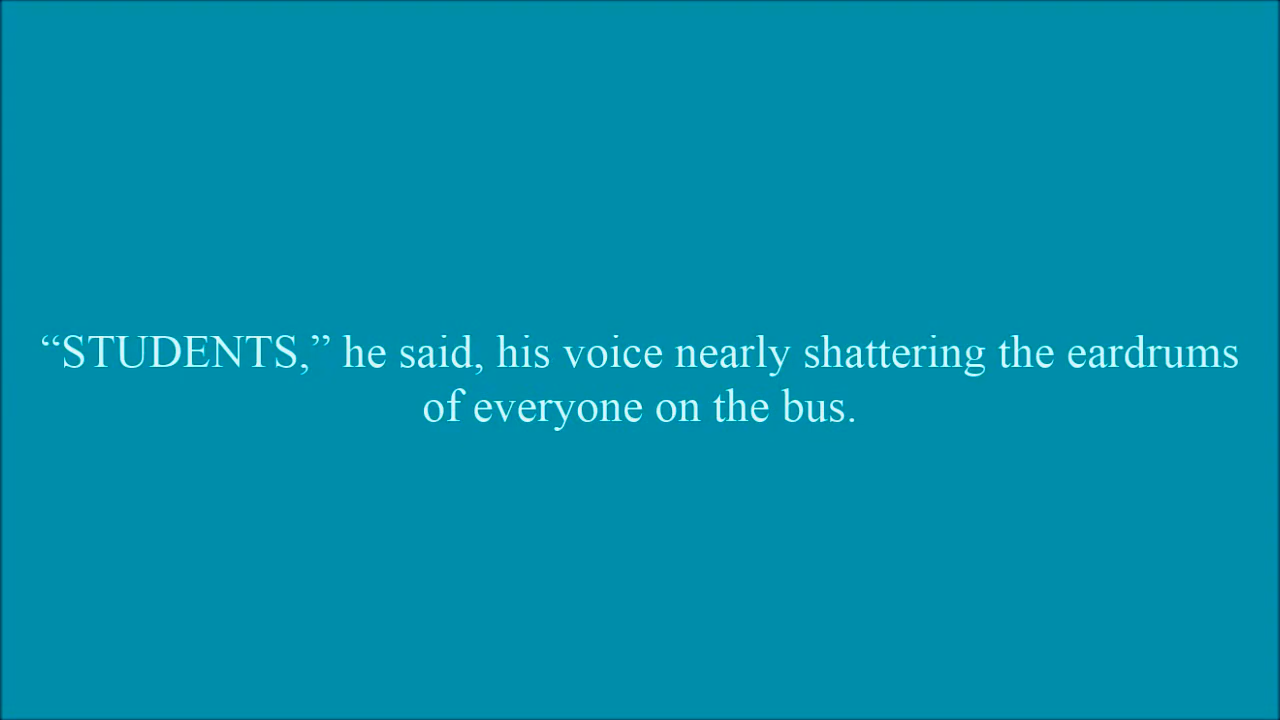 “STUDENTS,” he said, his voice nearly shattering the eardrums
of everyone on the bus.